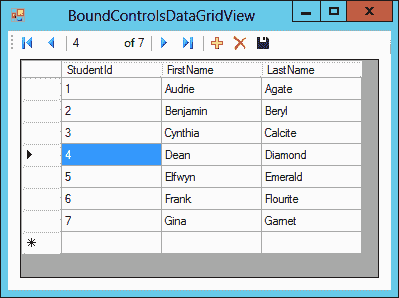 BoundControlsDataGridView
4 of 7
StudentId FirstName LastName
1 Audrie Agate
2 Benjamin Beryl
3 Cynthia Calcite
4 Dean Diamond
5 Elfwyn Emerald
6 Frank Flourite
7 Gina Garnet